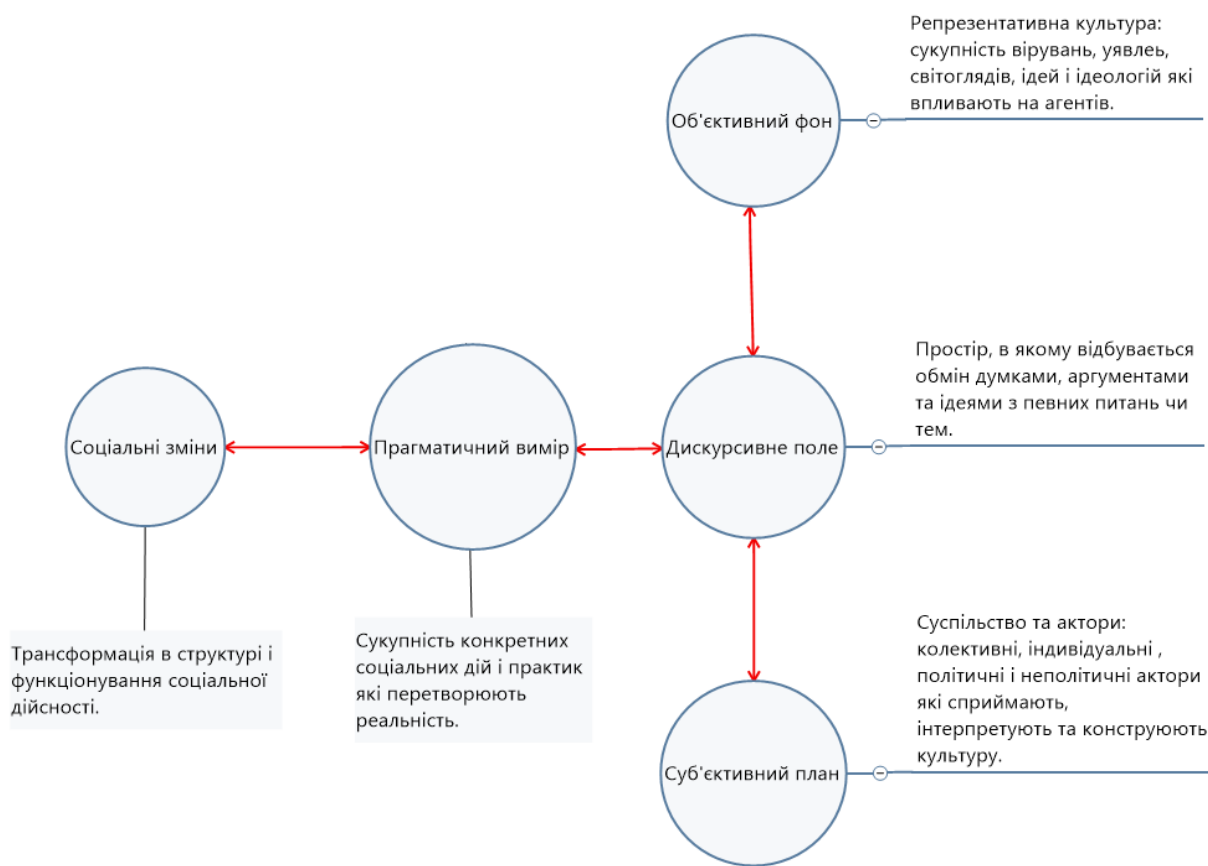 Репрезентативна культура:
сукупність вірувань, уявлеь,
світоглядів, ідей і ідеологій які
впливають на агентів.
Об'єктивний фон
Простір, в якому відбувається
обмін думками, аргументами
та ідеями з певних питань чи
тем.
Соціальні зміни
Прагматичний вимір
Дискурсивне поле
Трансформація в структурі і
функціонування соціальної
дійсності.
Сукупність конкретних
соціальних дій і практик
які перетворюють
реальність.
Суспільство та актори:
колективні, індивідуальні ,
політичні і неполітичні актори
які сприймають,
інтерпретують та конструюють
культуру.
Суб'єктивний план